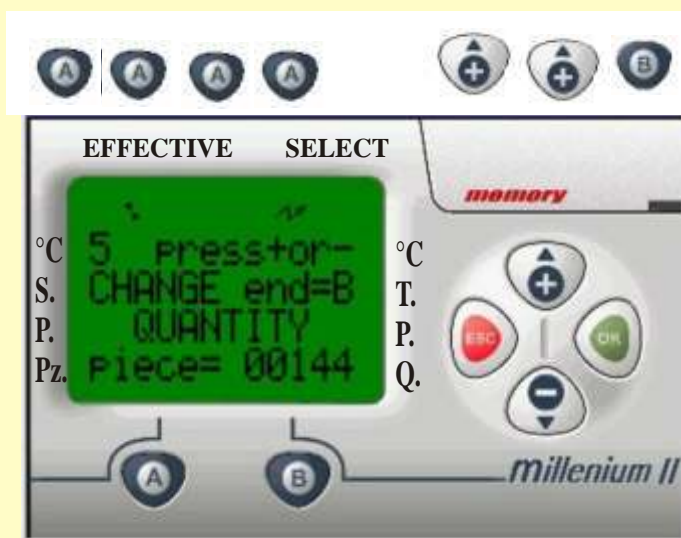 A A A A + + B
EFFECTIVE SELECT
memory
°C 5 press+or- °C
S. CHANGE end=B T.
P. QUANTITY P.
Pz. piece= 00144 Q.
+
ESC OK
-
A B
millenium II